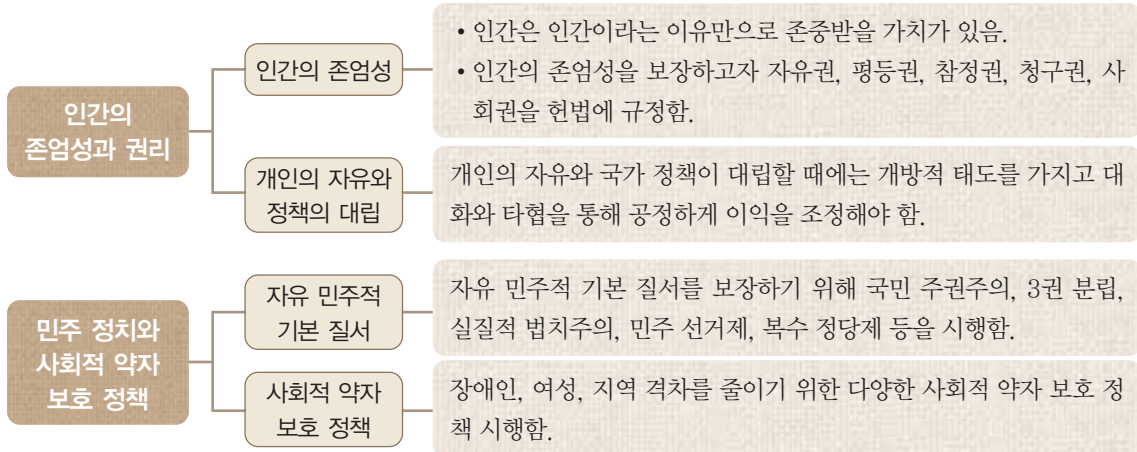 인간의
존엄성과 권리
인간의 존엄성
• 인간은 인간이라는 이유만으로 존중받을 가치가 있음.
• 인간의 존엄성을 보장하고자 자유권, 평등권, 참정권, 청구권, 사
회권을 헌법에 규정함.
개인의 자유와
정책의 대립
개인의 자유와 국가 정책이 대립할 때에는 개방적 태도를 가지고 대
화와 타협을 통해 공정하게 이익을 조정해야 함.
민주 정치와
사회적 약자
보호 정책
자유 민주적
기본 질서
자유 민주적 기본 질서를 보장하기 위해 국민 주권주의, 3권 분립,
실질적 법치주의, 민주 선거제, 복수 정당제 등을 시행함.
사회적 약자
보호 정책
장애인, 여성, 지역 격차를 줄이기 위한 다양한 사회적 약자 보호 정
책 시행함.